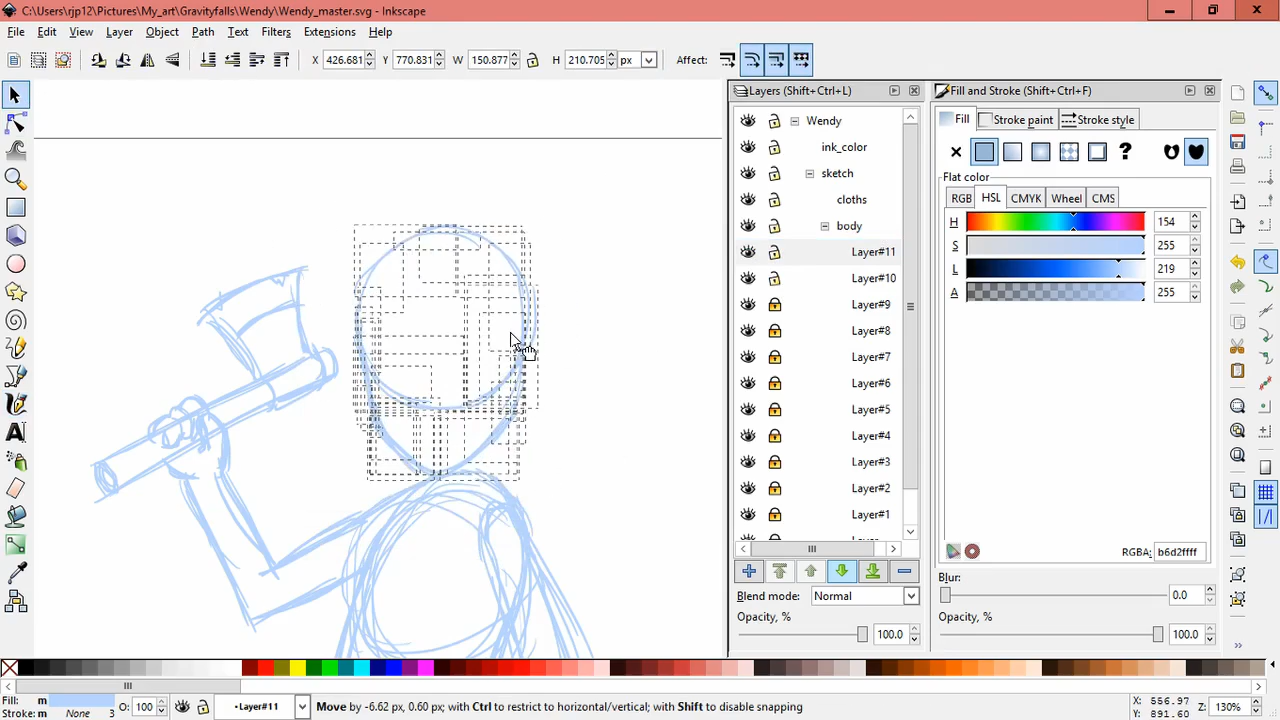 C:\Users\rjp12\Pictures\My_art\Gravityfalls\Wendy\Wendy_master.svg - Inkscape
File Edit View Layer Object Path Filters Text Extensions Help
X 426.681 Y 770.831 W 150.877 H 210.705 px Affect:
Layers (Shift+Ctrl+L)
Wendy
ink_color
sketch
cloths
body
Layer#11
Layer#10
Layer#9
Layer#8
Layer#7
Layer#6
Layer#5
Layer#4
Layer#3
Layer#2
Layer#1
Blend mode: Normal
Opacity, %
100.0
Fill and Stroke (Shift+Ctrl+F)
Fill Stroke paint Stroke style
?
Flat color
RGB HSL CMYK Wheel CMS
H 154
S 255
L 219
A 255
RGBA: b6d2ffff
Blur:
0.0
Opacity, %
100.0
Fill: m
Stroke: m None 3
O: 100
•Layer#11
Move by -6.62 px, 0.60 px; with Ctrl to restrict to horizontal/vertical; with Shift to disable snapping
X: 556.97
Y: 891.60
Z: 130%